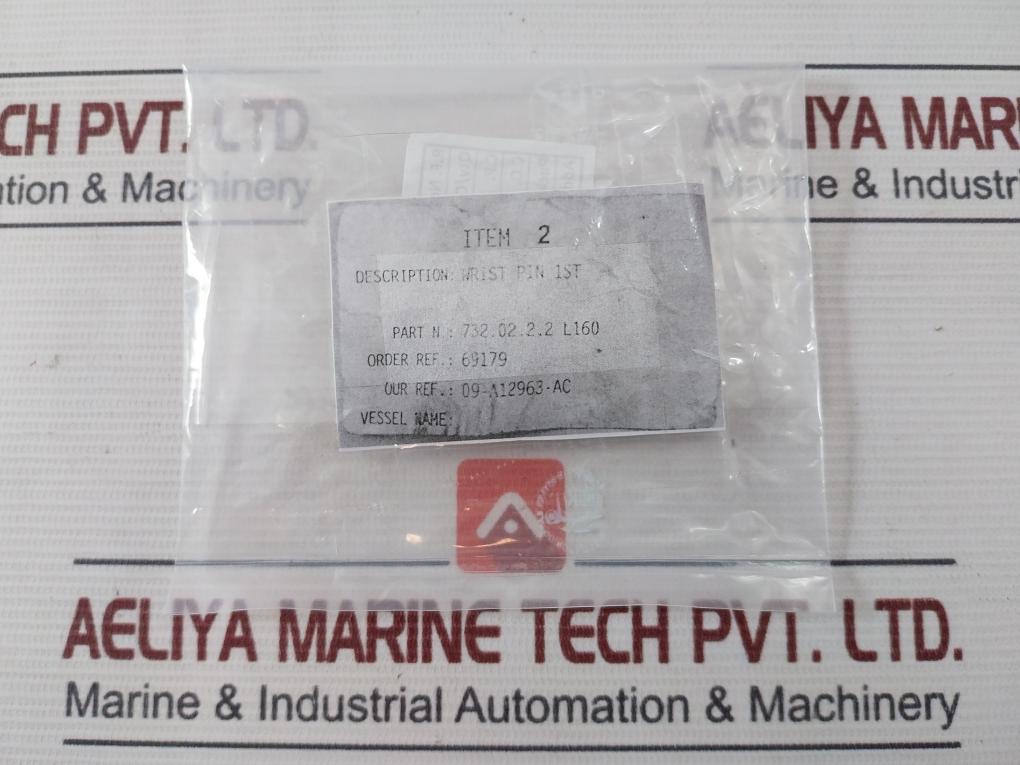 CH PVT. LTD.
ation & Machinery
AELIYA MAR
Marine & Industri
ITEM 2
DESCRIPTION: WRIST PIN 1ST
PART N.: 732.02.2.2 L160
ORDER REF.: 69179
OUR REF.: 09-A12963-AC
VESSEL NAME:
AELIYA MARINE TECH PVT. LTD.
Marine & Industrial Automation & Machinery